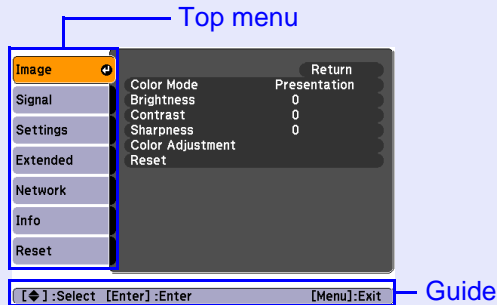 Top menu
Image
Signal
Settings
Extended
Network
Info
Reset
Return
Color Mode Presentation
Brightness 0
Contrast 0
Sharpness 0
Color Adjustment
Reset
[◆] :Select [Enter] :Enter [Menu]:Exit
Guide